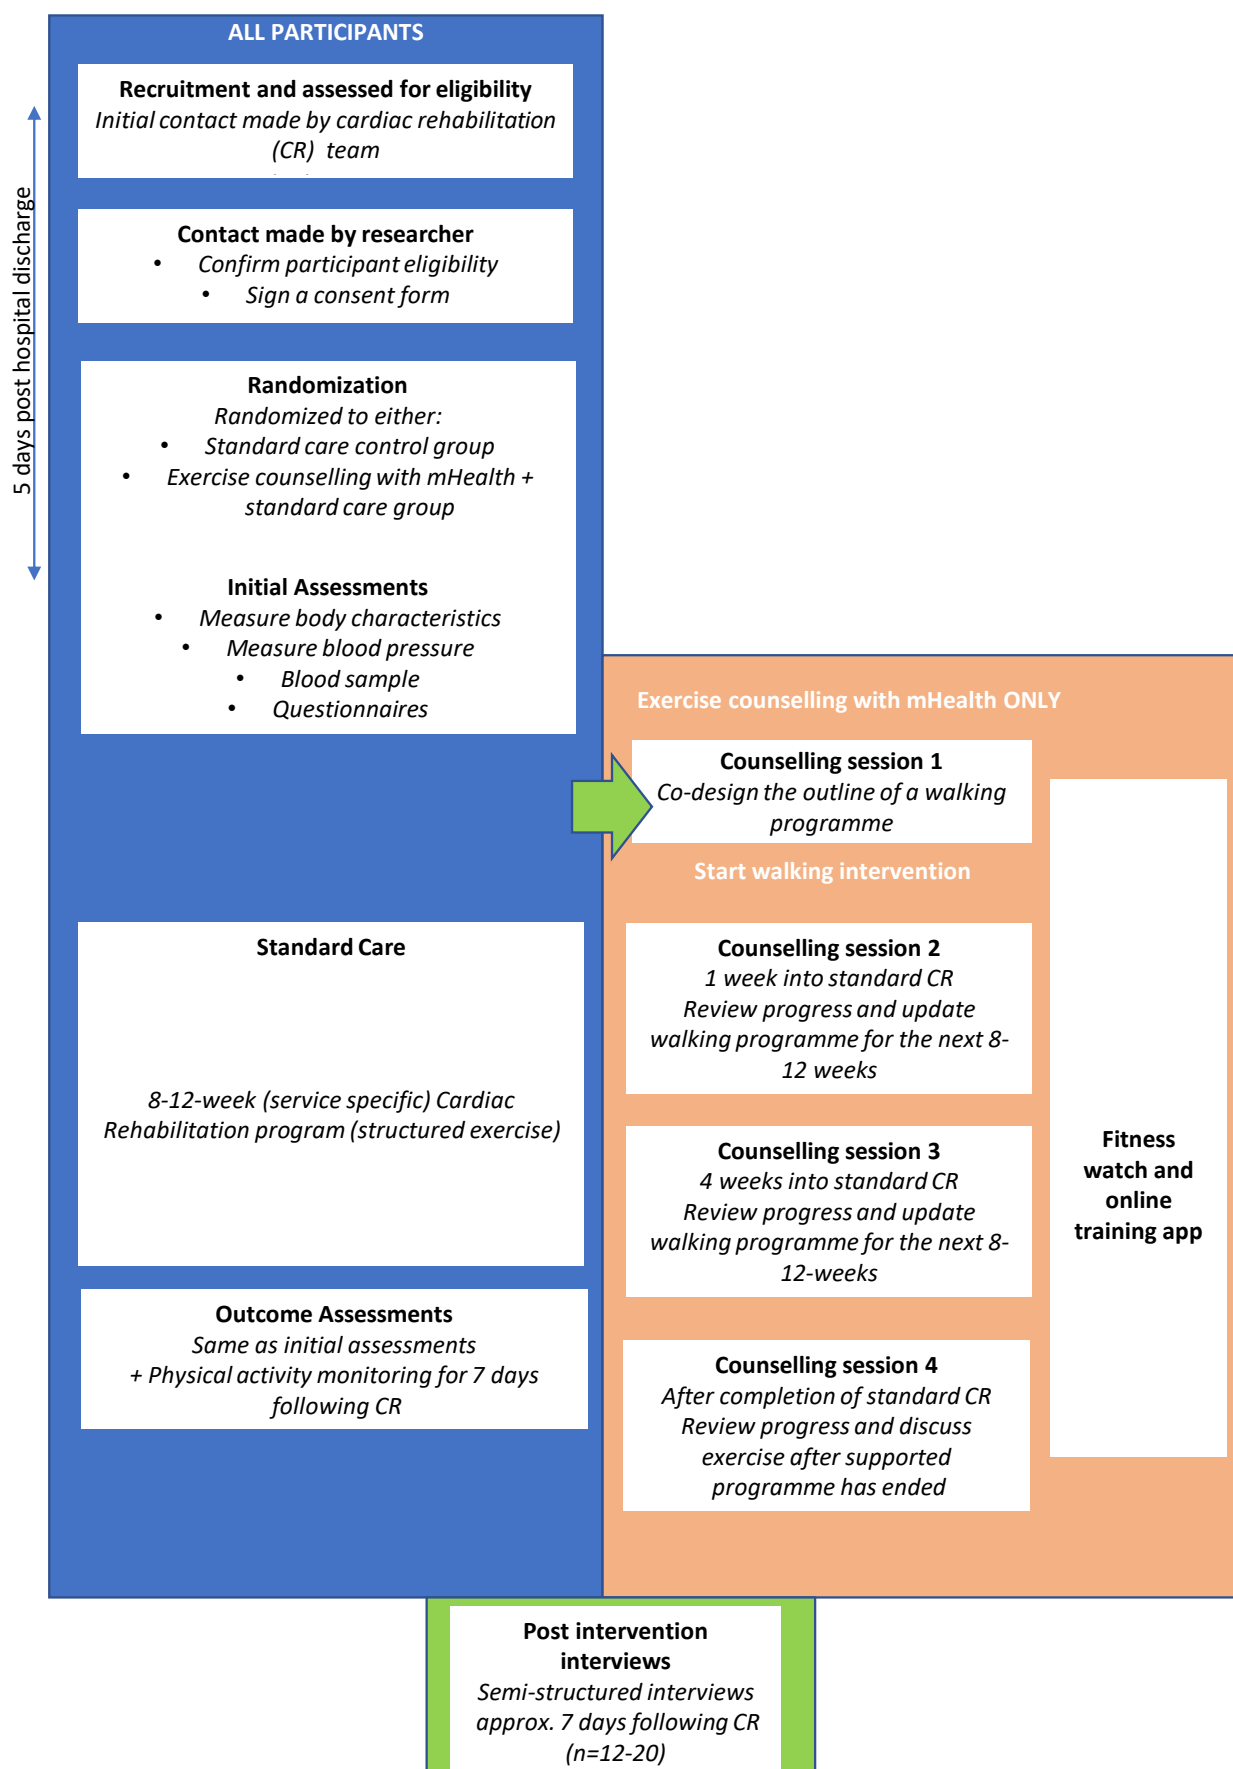 ALL PARTICIPANTS
Recruitment and assessed for eligibility
Initial contact made by cardiac rehabilitation
(CR) team
5 days post hospital discharge
Contact made by researcher
• Confirm participant eligibility
• Sign a consent form
Randomization
Randomized to either:
• Standard care control group
• Exercise counselling with mHealth +
standard care group
Initial Assessments
• Measure body characteristics
• Measure blood pressure
• Blood sample
• Questionnaires
Exercise counselling with mHealth ONLY
Counselling session 1
Co-design the outline of a walking
programme
Start walking intervention
Standard Care
8-12-week (service specific) Cardiac
Rehabilitation program (structured exercise)
Counselling session 2
1 week into standard CR
Review progress and update
walking programme for the next 8-
12 weeks
Counselling session 3
4 weeks into standard CR
Review progress and update
walking programme for the next 8-
12-weeks
Fitness
watch and
online
training app
Outcome Assessments
Same as initial assessments
+ Physical activity monitoring for 7 days
following CR
Counselling session 4
After completion of standard CR
Review progress and discuss
exercise after supported
programme has ended
Post intervention
interviews
Semi-structured interviews
approx. 7 days following CR
(n=12-20)